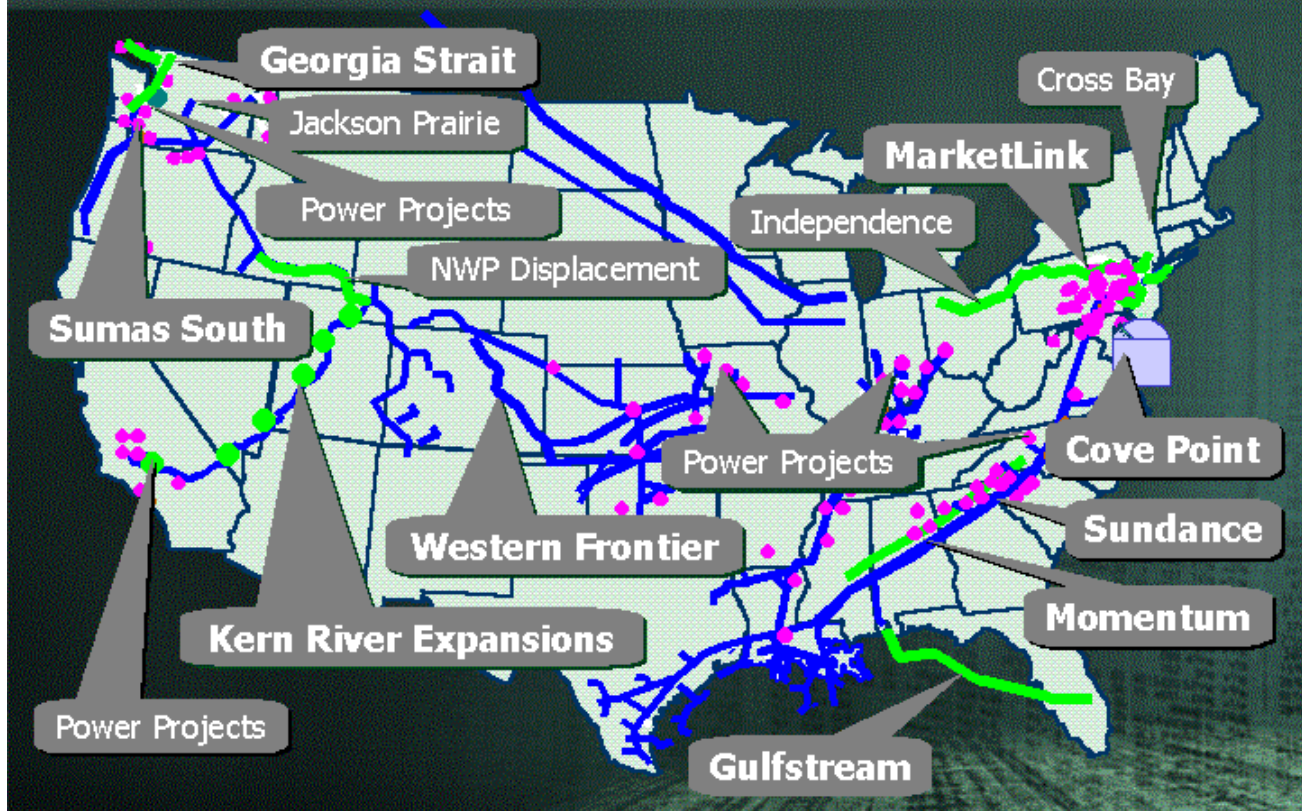 Georgia Strait
Cross Bay
Jackson Prairie
MarketLink
Power Projects
Independence
NWP Displacement
Sumas South
Power Projects
Cove Point
Western Frontier
Sundance
Kern River Expansions
Momentum
Power Projects
Gulfstream